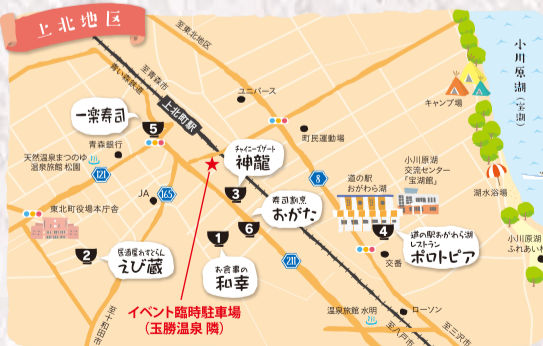 上北地区
至東北地区
至青森市
青い森鉄道
上北町駅
ユニバース
町民運動場
キャンプ場
小川原湖(宝湖)
一楽寿司
5
青森銀行
天然温泉まつのゆ
温泉旅館 松園
121
JA
165
東北町役場本庁舎
チャイニーズゲート
神龍
3
8
寿司割烹
おがた
6
道の駅
おがわら湖
小川原湖
交流センター
「宝湖館」
湖水浴場
4
道の駅おがわら湖
レストラン
ポロトピア
交番
小川原
ふれあい村
2
居酒屋れすとらん
えび蔵
1
お食事の
和幸
211
イベント臨時駐車場
(玉勝温泉 隣)
温泉旅館 水明
ローソン
至十和田市
至八戸市
至三沢市